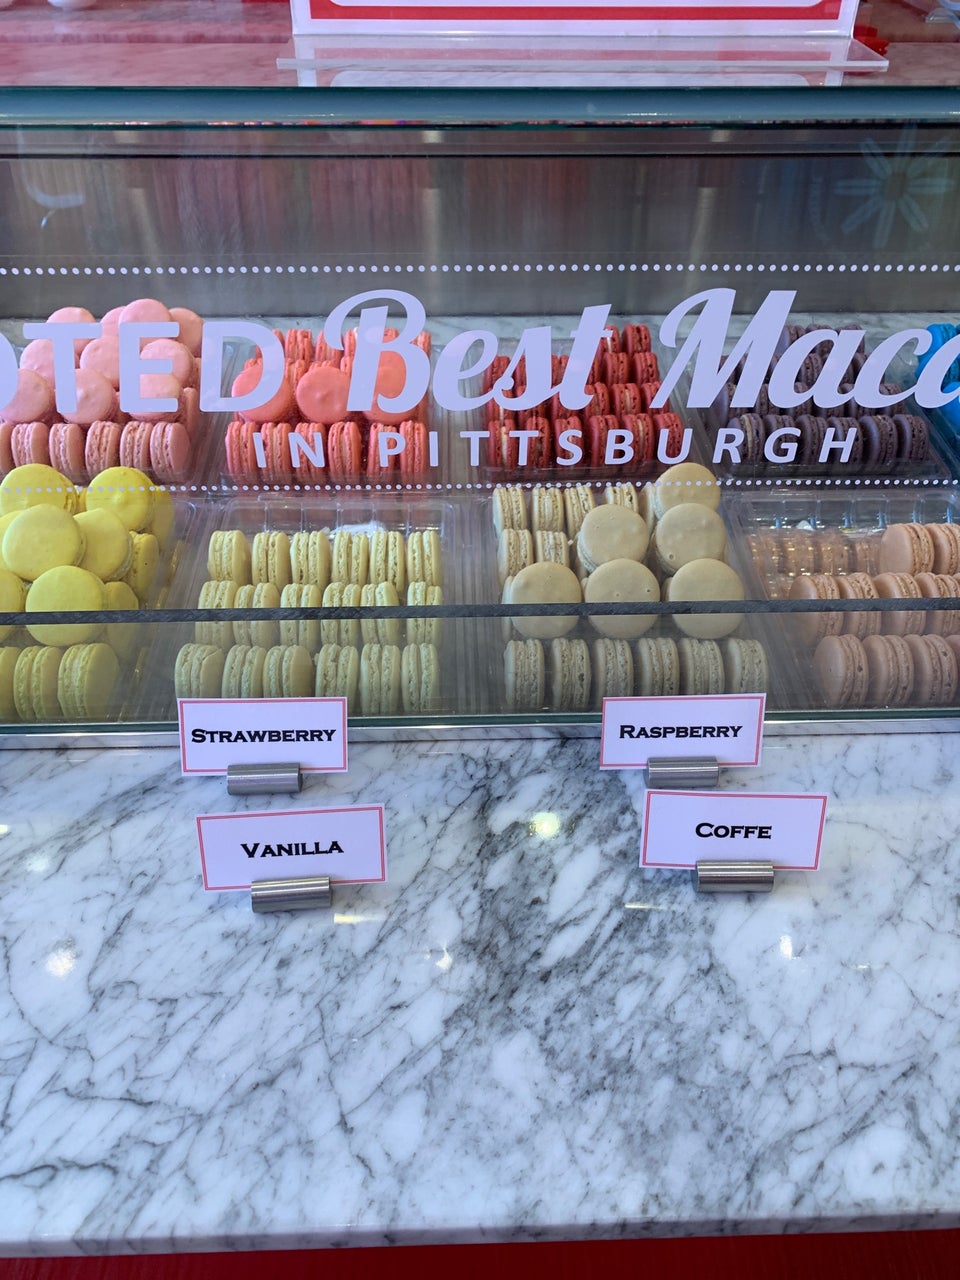 OTED Best Maca
IN PITTSBURGH
STRAWBERRY
RASPBERRY
VANILLA
COFFE